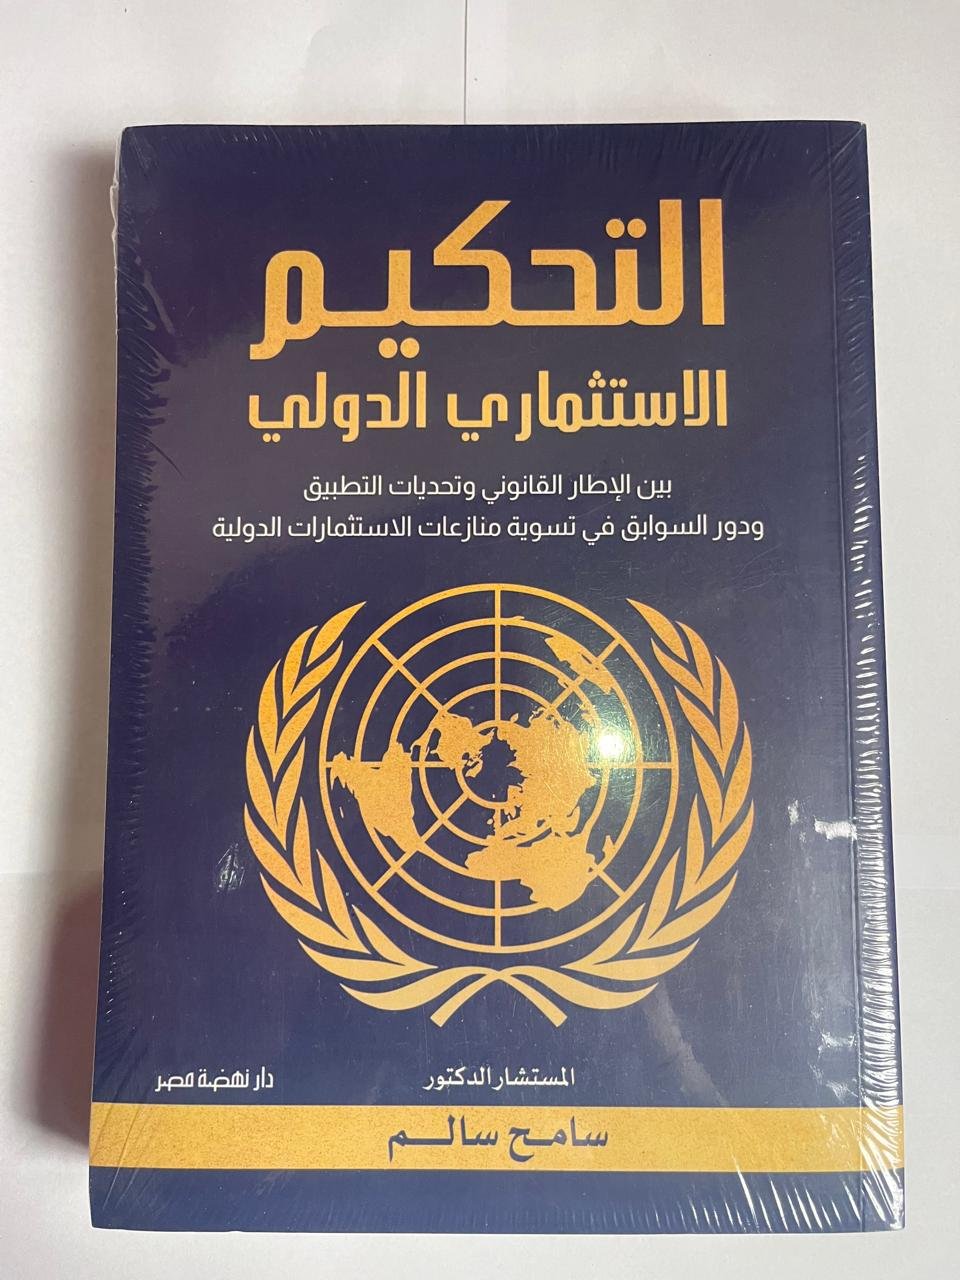 التحكيم
الاستثماري الدولي
بين الإطار القانوني وتحديات التطبيق
ودور السوابق في تسوية منازعات الاستثمارات الدولية
المستشار الدكتور
دار نهضة مصر
سامح سالم